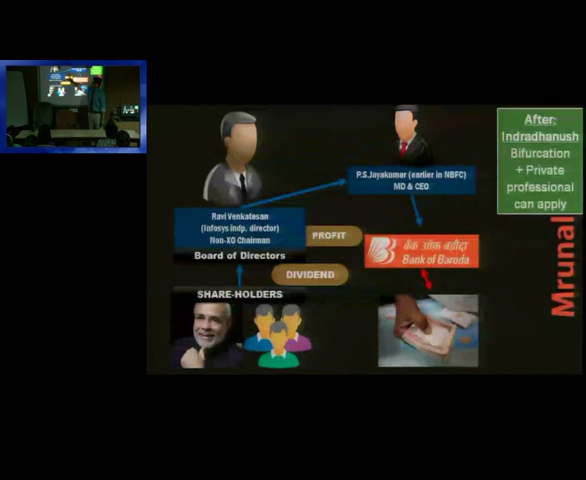 After:
Indradhanush
Bifurcation
+ Private
professional
can apply
P.S.Jayakumar (earlier in NBFC)
MD & CEO
Ravi Venkatesan
(Infosys indp. director)
Non-XO Chairman
Board of Directors
PROFIT
बैंक ऑफ़ बड़ौदा
Bank of Baroda
DIVIDEND
SHARE-HOLDERS
Mrunal